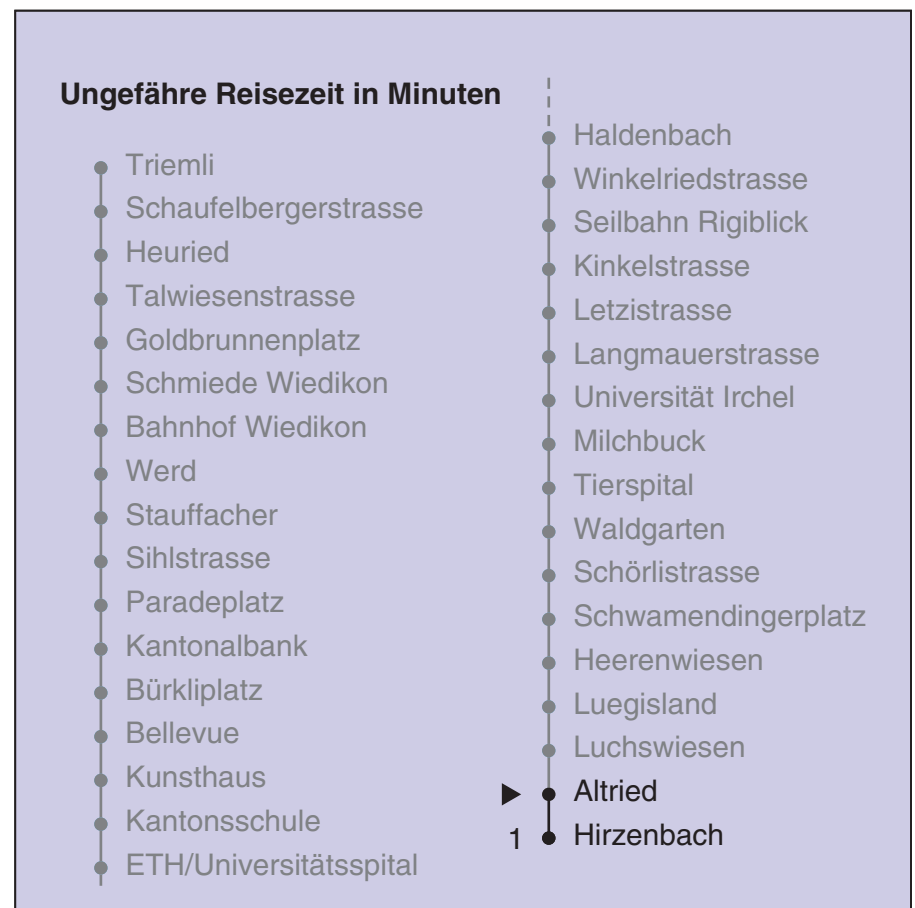 Ungefähre Reisezeit in Minuten
Triemli
Schaufelbergerstrasse
Heuried
Talwiesenstrasse
Goldbrunnenplatz
Schmiede Wiedikon
Bahnhof Wiedikon
Werd
Stauffacher
Sihlstrasse
Paradeplatz
Kantonalbank
Bürkliplatz
Bellevue
Kunsthaus
Kantonsschule
ETH/Universitätsspital
Haldenbach
Winkelriedstrasse
Seilbahn Rigiblick
Kinkelstrasse
Letzistrasse
Langmauerstrasse
Universität Irchel
Milchbuck
Tierspital
Waldgarten
Schörlistrasse
Schwamendingerplatz
Heerenwiesen
Luegisland
Luchswiesen
Altried
1 Hirzenbach